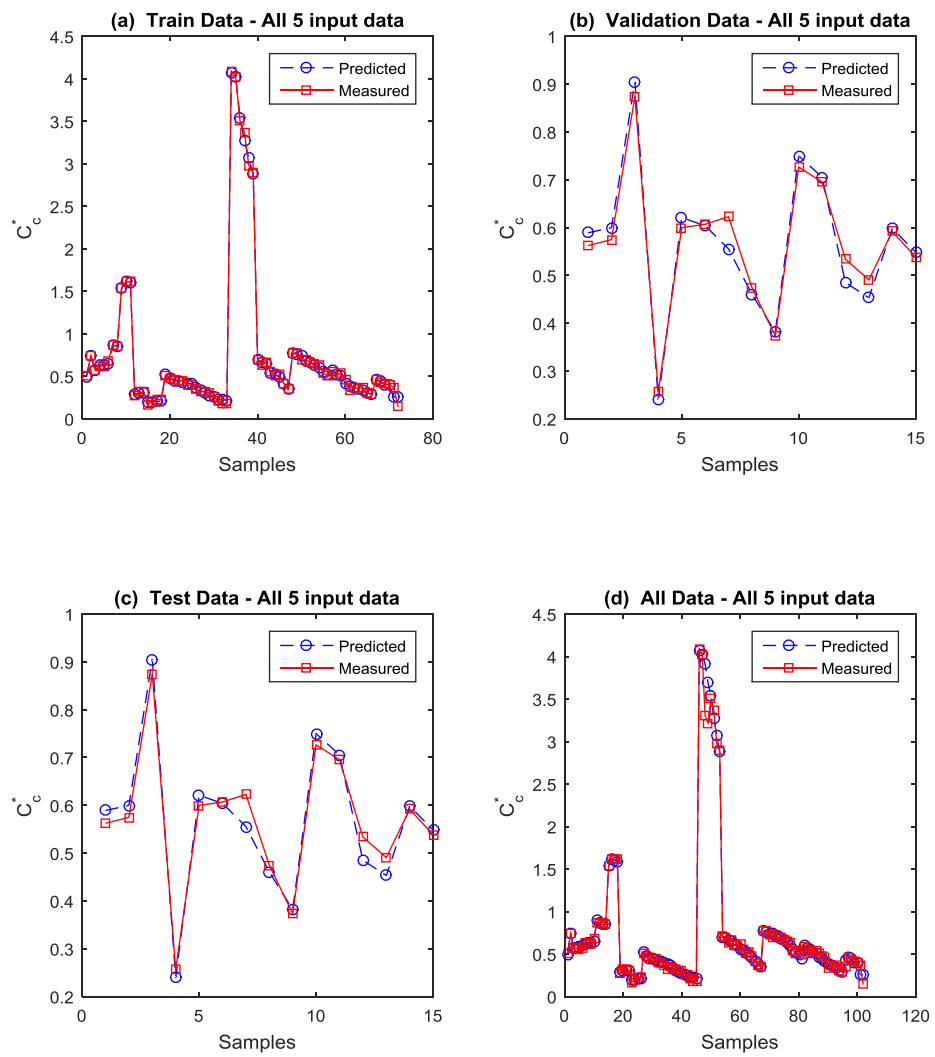 (a) Train Data - All 5 input data
4.5
4
3.5
3
2.5
2
1.5
1
0.5
0
C*c
Predicted
Measured
0 20 40 60 80
Samples
(b) Validation Data - All 5 input data
1
0.9
0.8
0.7
0.6
0.5
0.4
0.3
0.2
C*c
Predicted
Measured
0 5 10 15
Samples
(c) Test Data - All 5 input data
1
0.9
0.8
0.7
0.6
0.5
0.4
0.3
0.2
C*c
Predicted
Measured
0 5 10 15
Samples
(d) All Data - All 5 input data
4.5
4
3.5
3
2.5
2
1.5
1
0.5
0
C*c
Predicted
Measured
0 20 40 60 80 100 120
Samples